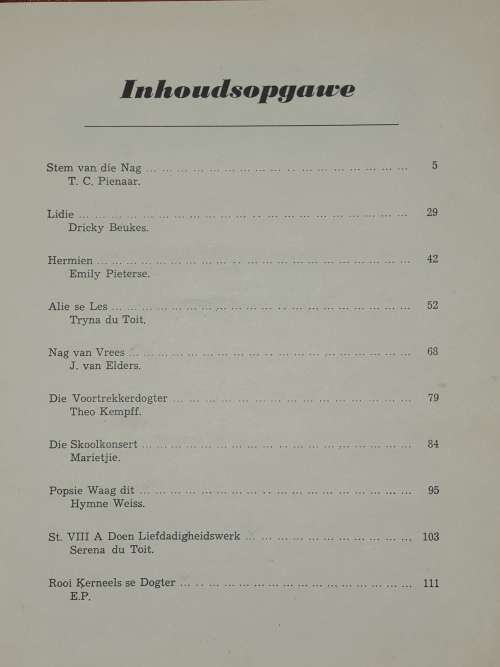 Inhoudsopgawe
Stem van die Nag ... ... ... ... ... ... ... ... ... .. ... ... ... ... ... ... ... 5
T. C. Pienaar.
Lidie ... ... ... ... ... ... ... ... ... ... ... .. ... ... ... ... ... ... ... ... ... 29
Dricky Beukes.
Hermien ... ... ... ... ... ... ... ... ... ... .. ... ... ... ... ... ... ... ... ... 42
Emily Pieterse.
Alie se Les ... ... ... ... ... ... ... ... ... ... .. ... ... ... ... ... ... ... ... 52
Tryna du Toit.
Nag van Vrees ... ... ... ... ... ... ... ... ... .. ... ... ... ... ... ... ... ... 68
J. van Elders.
Die Voortrekkerdogter ... ... ... ... ... ... .. ... ... ... ... ... ... ... ... 79
Theo Kempff.
Die Skoolkonsert ... ... ... ... ... ... ... ... .. ... ... ... ... ... ... ... ... 84
Marietjie.
Popsie Waag dit ... ... ... ... ... ... ... ... .. ... ... ... ... ... ... ... ... 95
Hymne Weiss.
St. VIII A Doen Liefdadigheidswerk ... .. ... ... ... ... ... ... ... ... 103
Serena du Toit.
Rooi Kerneels se Dogter ... .. ... ... ... ... ... ... ... ... ... ... ... ... 111
E.P.